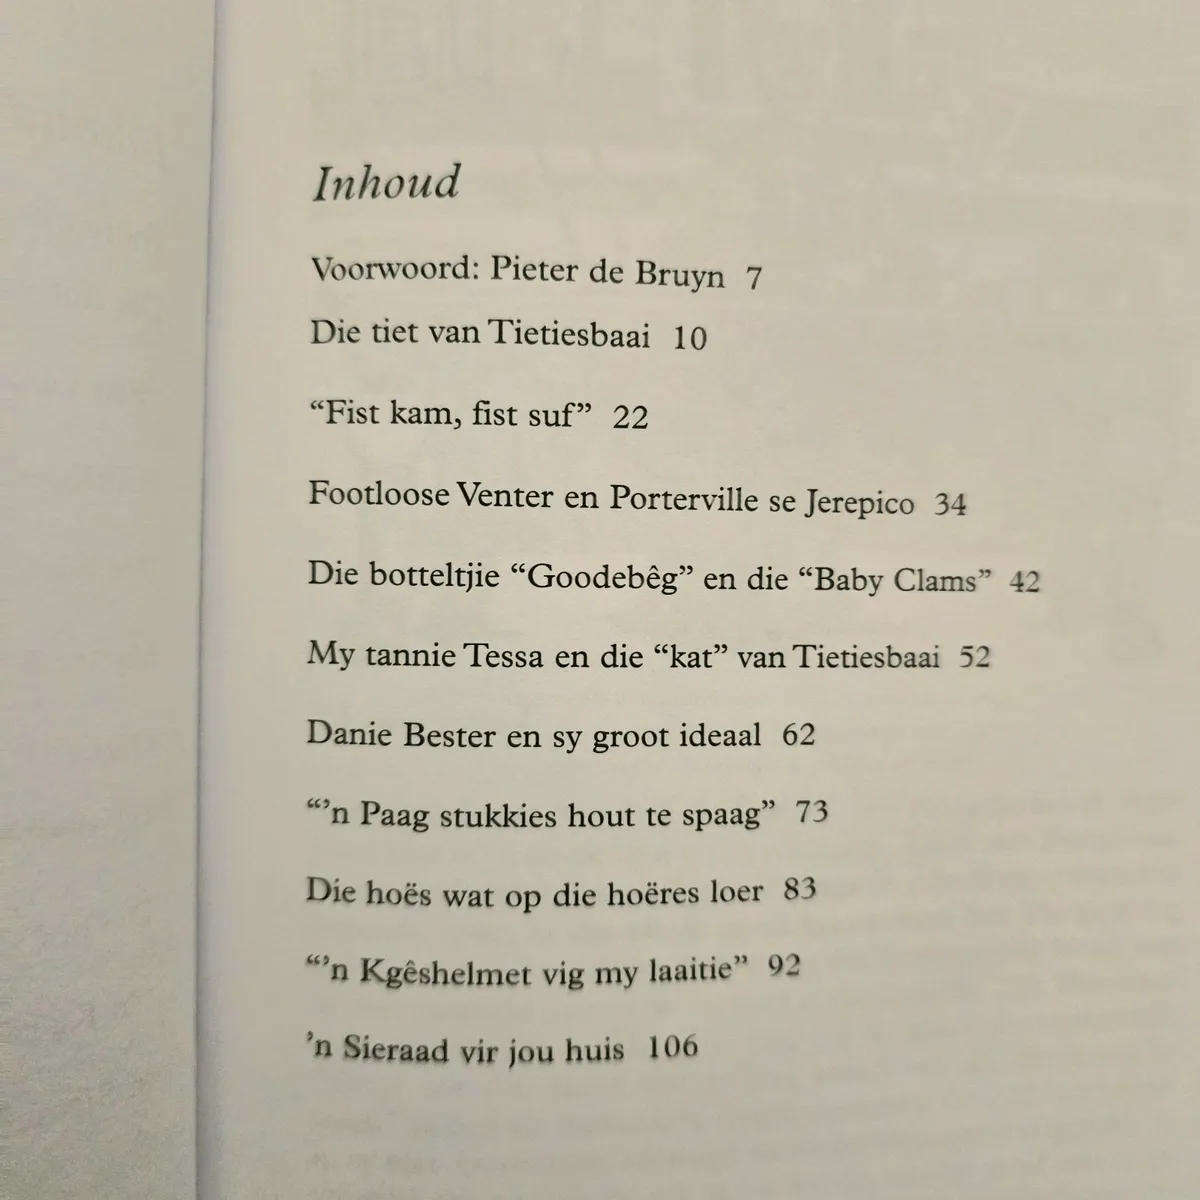 Inhoud
Voorwoord: Pieter de Bruyn 7
Die tiet van Tietiesbaai 10
“Fist kam, fist suf” 22
Footloose Venter en Porterville se Jerepico 34
Die botteltjie “Goodebêg” en die “Baby Clams” 42
My tannie Tessa en die “kat” van Tietiesbaai 52
Danie Bester en sy groot ideaal 62
“’n Paag stukkies hout te spaag” 73
Die hoës wat op die hoëres loer 83
“’n Kgêshelmet vig my laaitie” 92
’n Sieraad vir jou huis 106